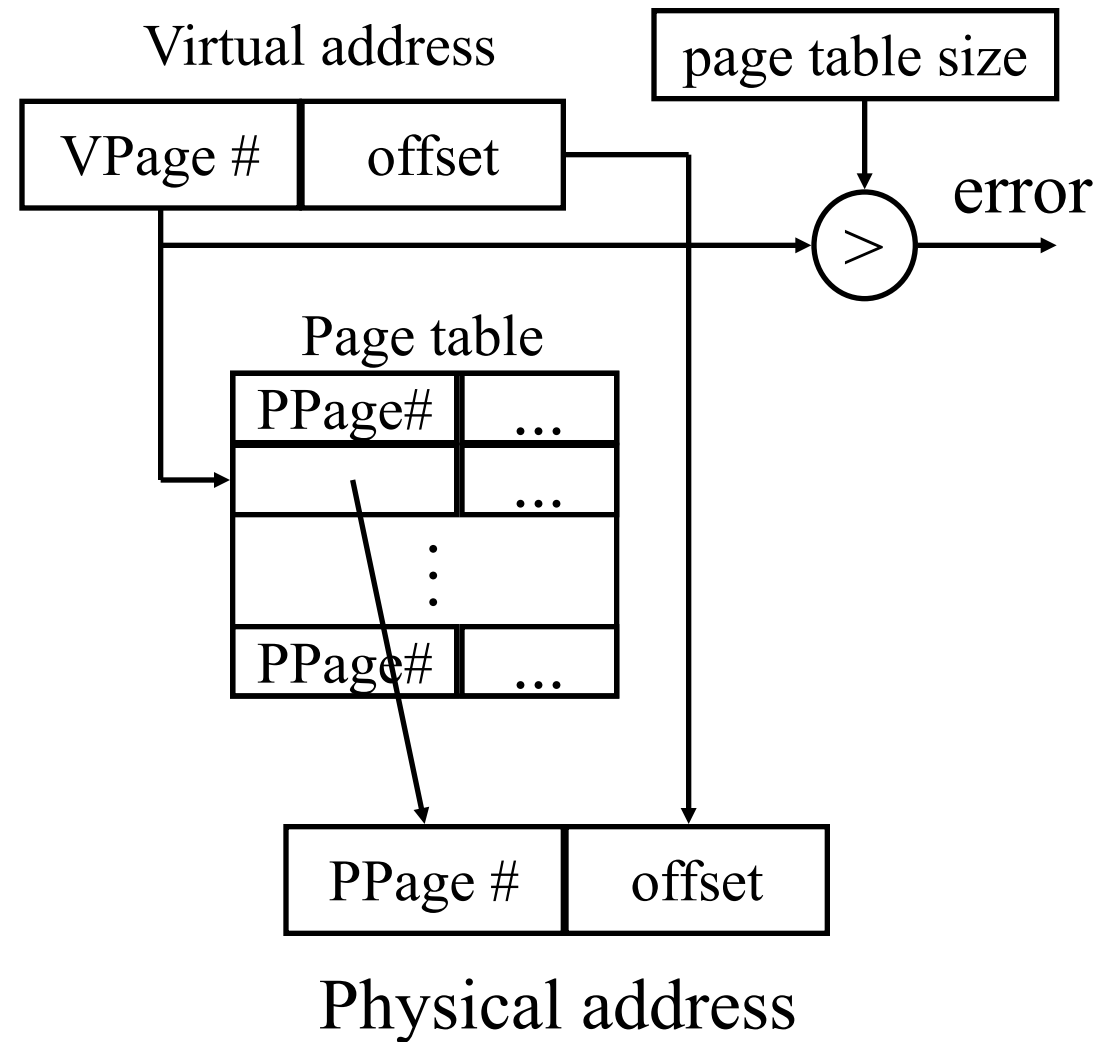 Virtual address
page table size
VPage #
offset
error
>
Page table
PPage#
...
...
⋮
PPage#
...
PPage #
offset
Physical address